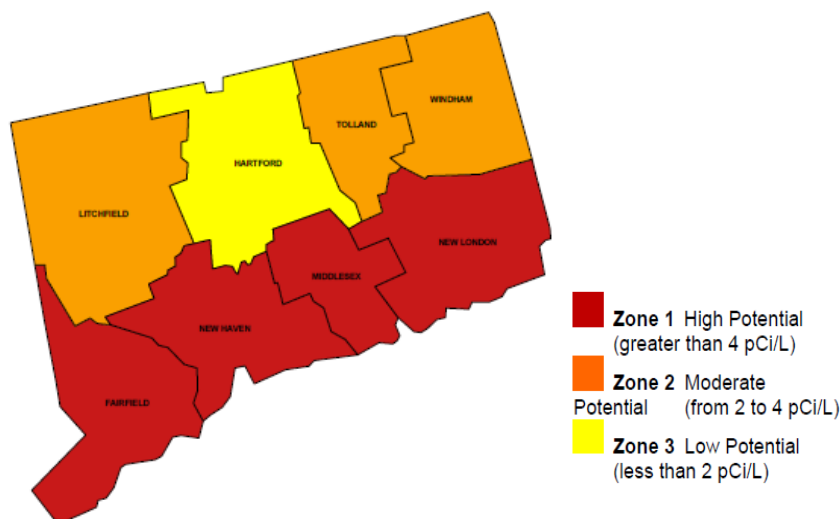 WINDHAM
TOLLAND
HARTFORD
LITCHFIELD
NEW LONDON
MIDDLESEX
NEW HAVEN
FAIRFIELD
Zone 1 High Potential
(greater than 4 pCi/L)
Zone 2 Moderate
Potential (from 2 to 4 pCi/L)
Zone 3 Low Potential
(less than 2 pCi/L)